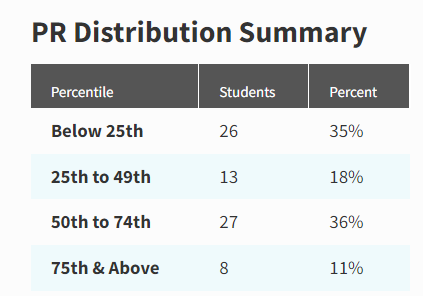 PR Distribution Summary
Percentile Students Percent
Below 25th 26 35%
25th to 49th 13 18%
50th to 74th 27 36%
75th & Above 8 11%